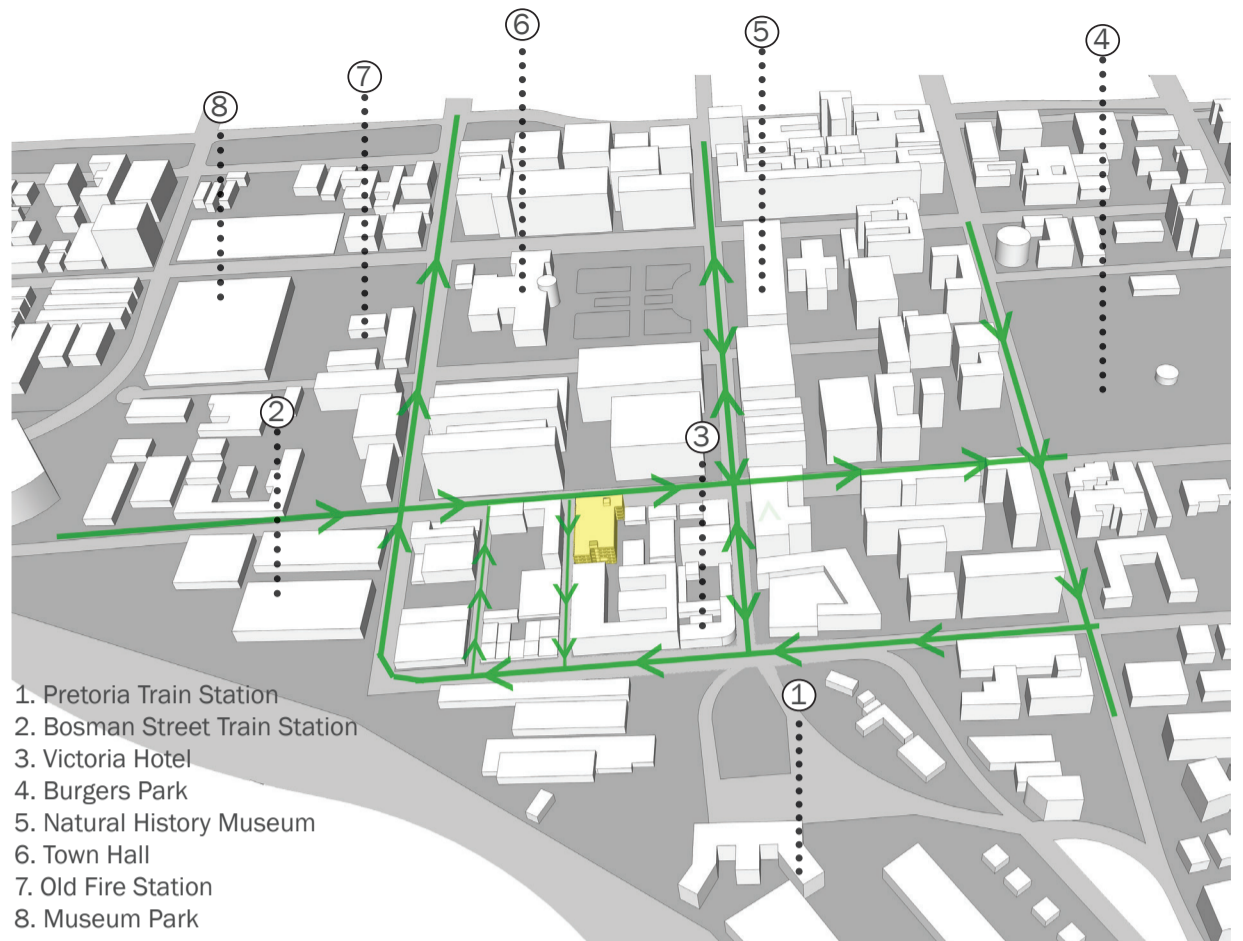 6
5
4
7
8
2
3
1
1. Pretoria Train Station
2. Bosman Street Train Station
3. Victoria Hotel
4. Burgers Park
5. Natural History Museum
6. Town Hall
7. Old Fire Station
8. Museum Park